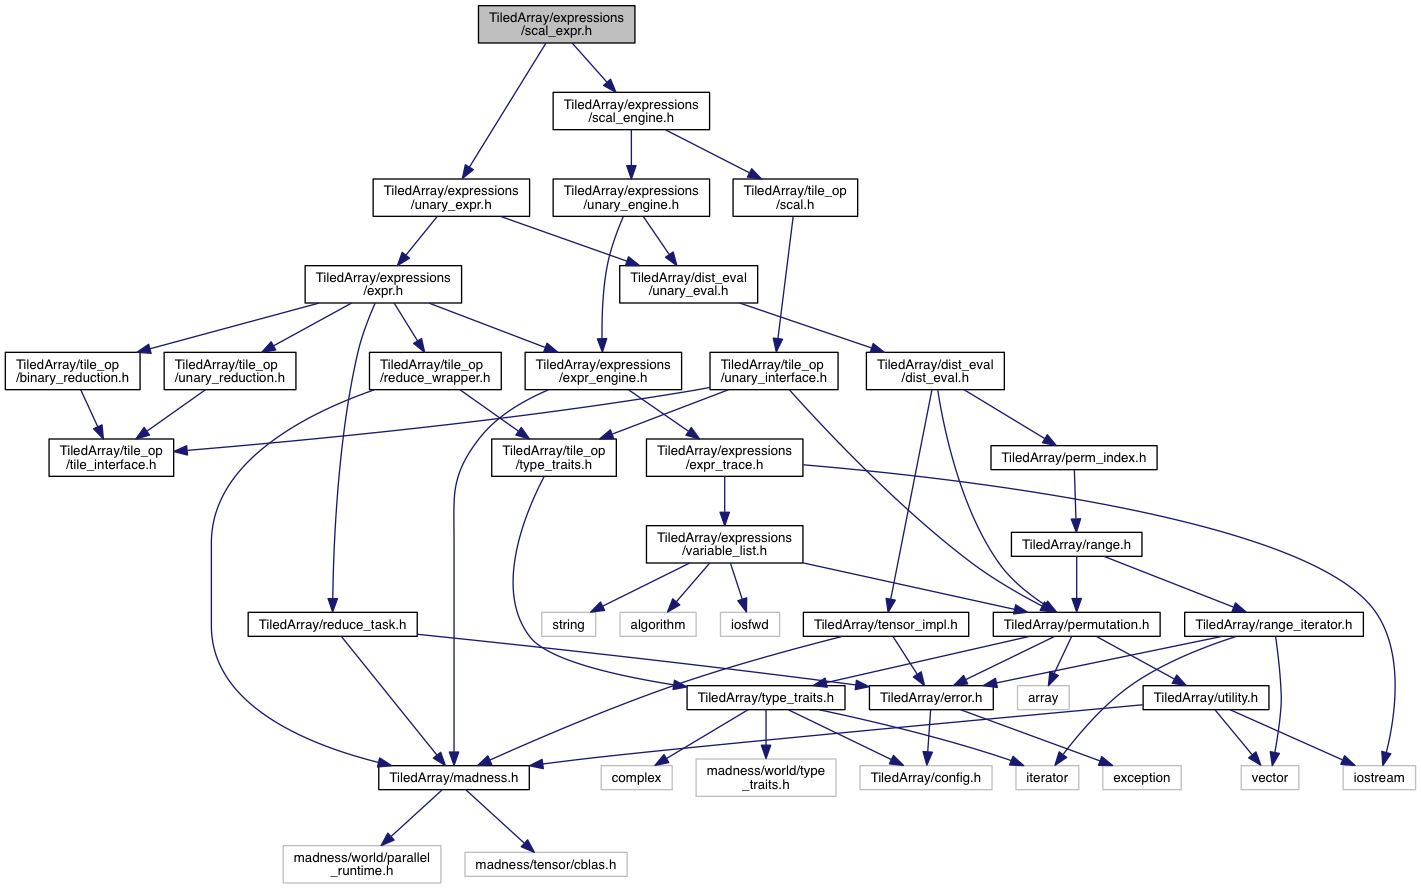 TiledArray/expressions
/scal_expr.h
TiledArray/expressions
/scal_engine.h
TiledArray/expressions
/unary_expr.h
TiledArray/expressions
/unary_engine.h
TiledArray/tile_op
/scal.h
TiledArray/expressions
/expr.h
TiledArray/dist_eval
/unary_eval.h
TiledArray/tile_op
/binary_reduction.h
TiledArray/tile_op
/unary_reduction.h
TiledArray/tile_op
/reduce_wrapper.h
TiledArray/expressions
/expr_engine.h
TiledArray/tile_op
/unary_interface.h
TiledArray/dist_eval
/dist_eval.h
TiledArray/tile_op
/tile_interface.h
TiledArray/tile_op
/type_traits.h
TiledArray/expressions
/expr_trace.h
TiledArray/perm_index.h
TiledArray/expressions
/variable_list.h
TiledArray/range.h
TiledArray/reduce_task.h
string
algorithm
iosfwd
TiledArray/tensor_impl.h
TiledArray/permutation.h
TiledArray/range_iterator.h
TiledArray/type_traits.h
TiledArray/error.h
array
TiledArray/utility.h
TiledArray/madness.h
complex
madness/world/type
_traits.h
TiledArray/config.h
iterator
exception
vector
iostream
madness/world/parallel
_runtime.h
madness/tensor/cblas.h